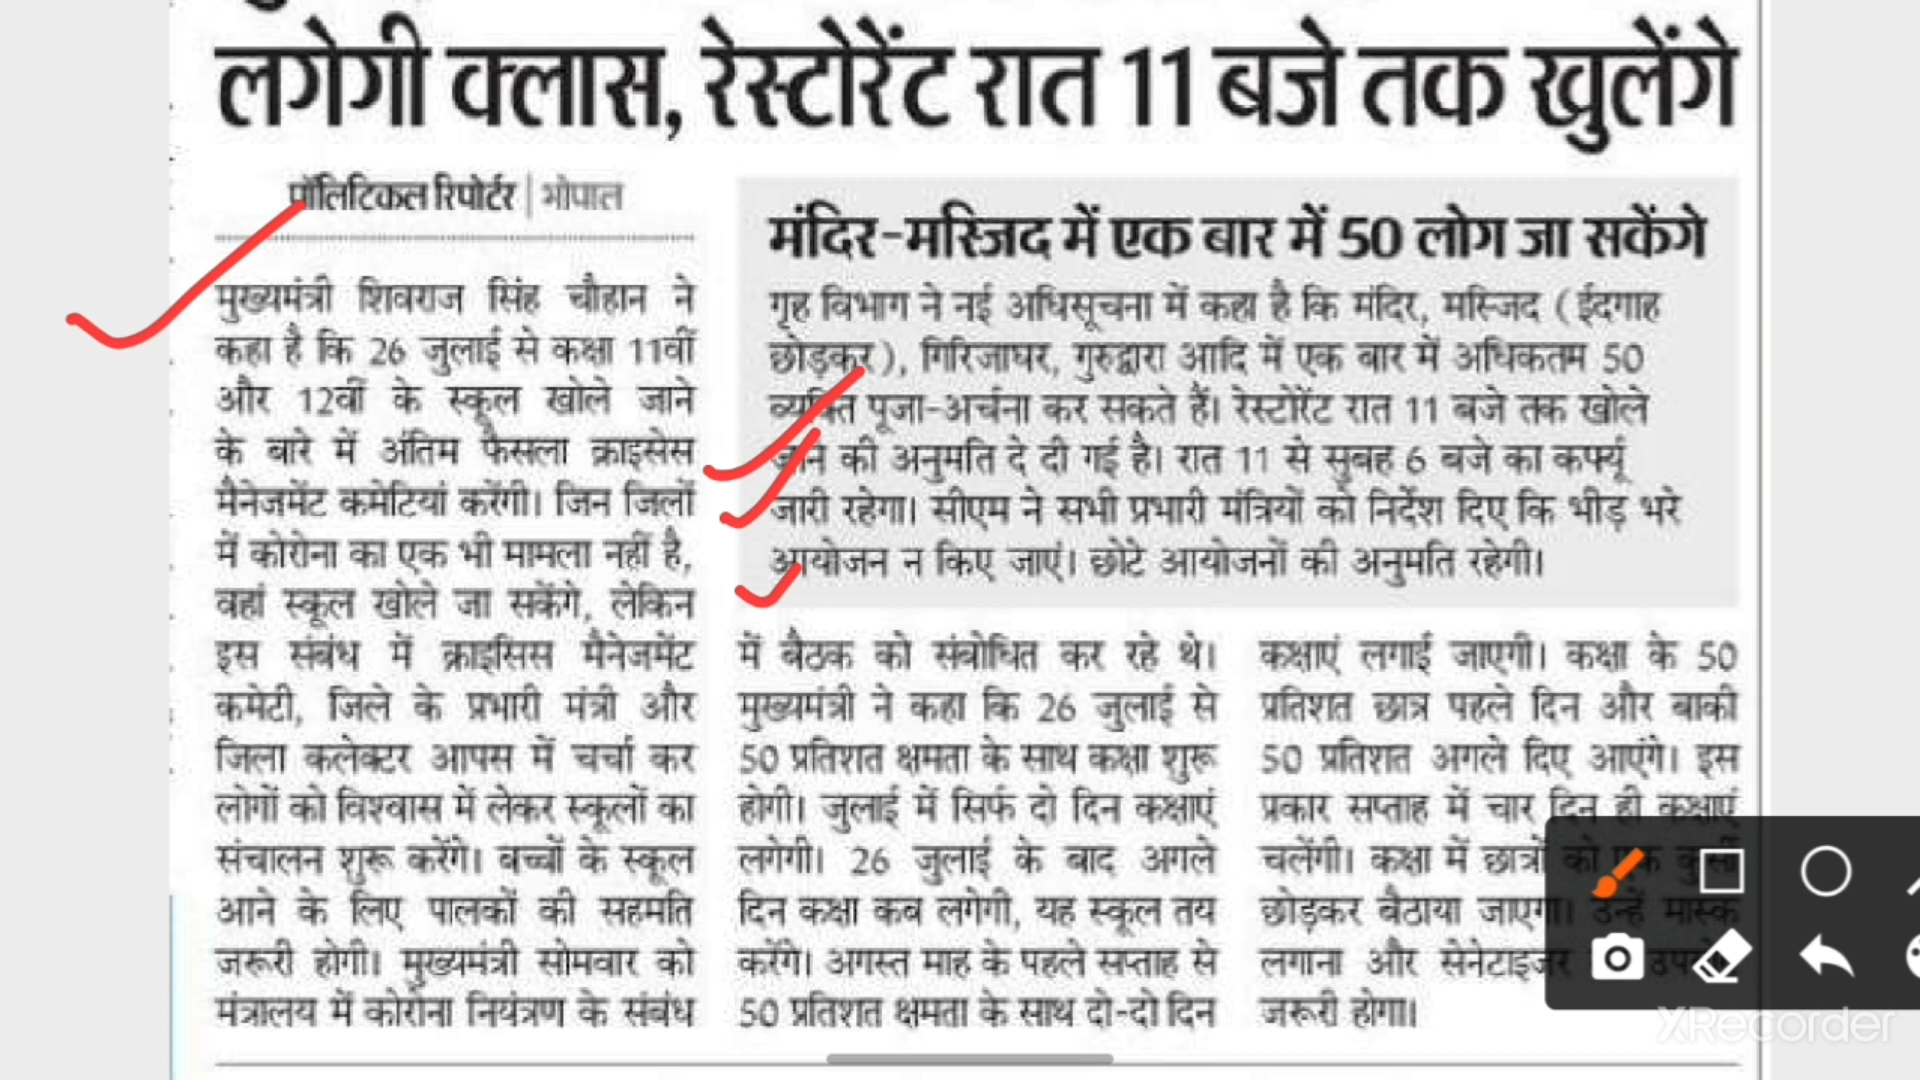 लगेगी क्लास, रेस्टोरेंट रात 11 बजे तक खुलेंगे
पॉलिटिकल रिपोर्टर | भोपाल
मुख्यमंत्री शिवराज सिंह चौहान ने
कहा है कि 26 जुलाई से कक्षा 11वीं
और 12वीं के स्कूल खोले जाने
के बारे में अंतिम फैसला क्राइसेस
मैनेजमेंट कमेटियां करेंगी। जिन जिलों
में कोरोना का एक भी मामला नहीं है,
वहां स्कूल खोले जा सकेंगे, लेकिन
इस संबंध में क्राइसिस मैनेजमेंट
कमेटी, जिले के प्रभारी मंत्री और
जिला कलेक्टर आपस में चर्चा कर
लोगों को विश्वास में लेकर स्कूलों का
संचालन शुरू करेंगे। बच्चों के स्कूल
आने के लिए पालकों की सहमति
जरूरी होगी। मुख्यमंत्री सोमवार को
मंत्रालय में कोरोना नियंत्रण के संबंध
मंदिर-मस्जिद में एक बार में 50 लोग जा सकेंगे
गृह विभाग ने नई अधिसूचना में कहा है कि मंदिर, मस्जिद (ईदगाह
छोड़कर), गिरिजाघर, गुरुद्वारा आदि में एक बार में अधिकतम 50
व्यक्ति पूजा-अर्चना कर सकते हैं। रेस्टोरेंट रात 11 बजे तक खोले
जाने की अनुमति दे दी गई है। रात 11 से सुबह 6 बजे का कर्फ्यू
जारी रहेगा। सीएम ने सभी प्रभारी मंत्रियों को निर्देश दिए कि भीड़ भरे
आयोजन न किए जाएं। छोटे आयोजनों की अनुमति रहेगी।
में बैठक को संबोधित कर रहे थे।
मुख्यमंत्री ने कहा कि 26 जुलाई से
50 प्रतिशत क्षमता के साथ कक्षा शुरू
होगी। जुलाई में सिर्फ दो दिन कक्षाएं
लगेगी। 26 जुलाई के बाद अगले
दिन कक्षा कब लगेगी, यह स्कूल तय
करेंगे। अगस्त माह के पहले सप्ताह से
50 प्रतिशत क्षमता के साथ दो-दो दिन
कक्षाएं लगाई जाएगी। कक्षा के 50
प्रतिशत छात्र पहले दिन और बाकी
50 प्रतिशत अगले दिए आएंगे। इस
प्रकार सप्ताह में चार दिन ही कक्षाएं
चलेंगी। कक्षा में छात्रों को एक कुर्सी
छोड़कर बैठाया जाएगा। उन्हें मास्क
लगाना और सेनेटाइजर
जरूरी होगा।
XRecorder